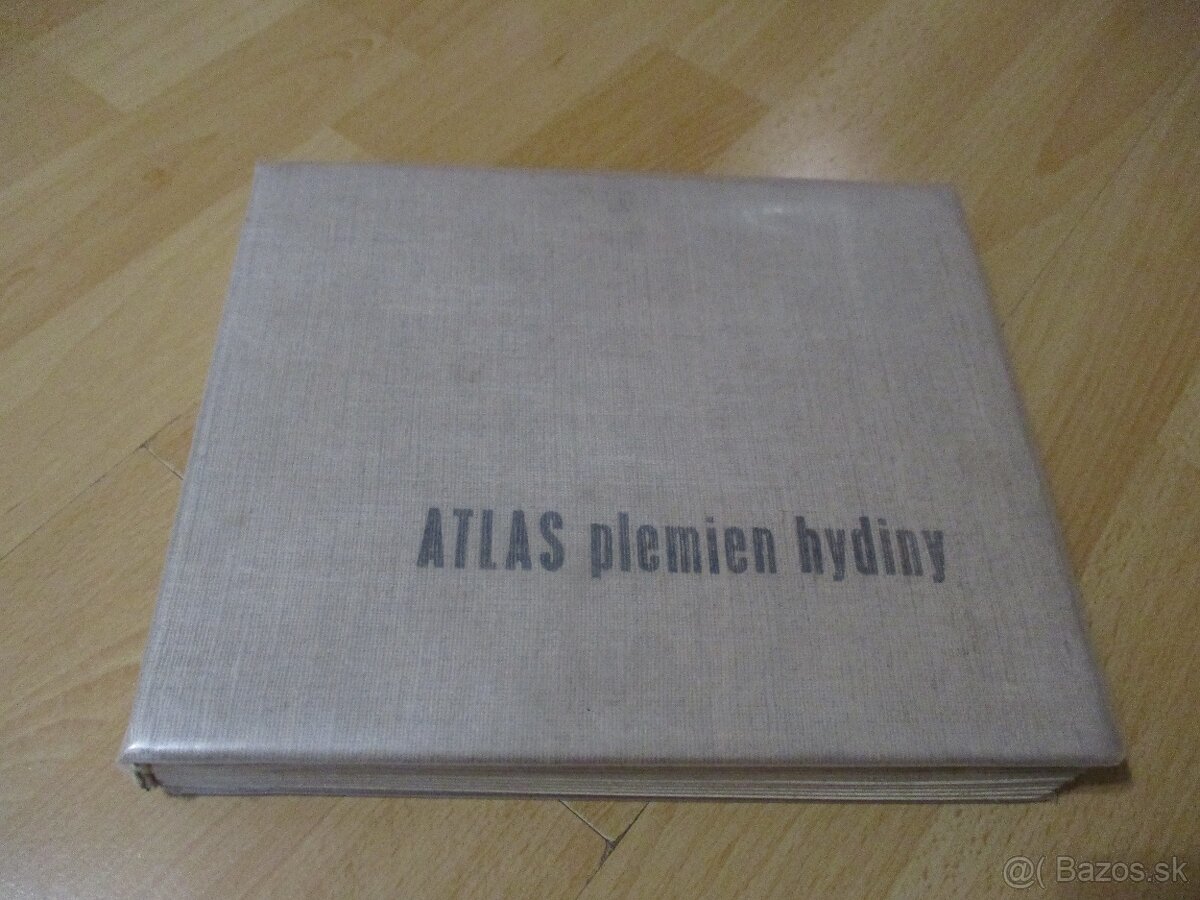 ATLAS plemien hydiny
@( Bazos.sk